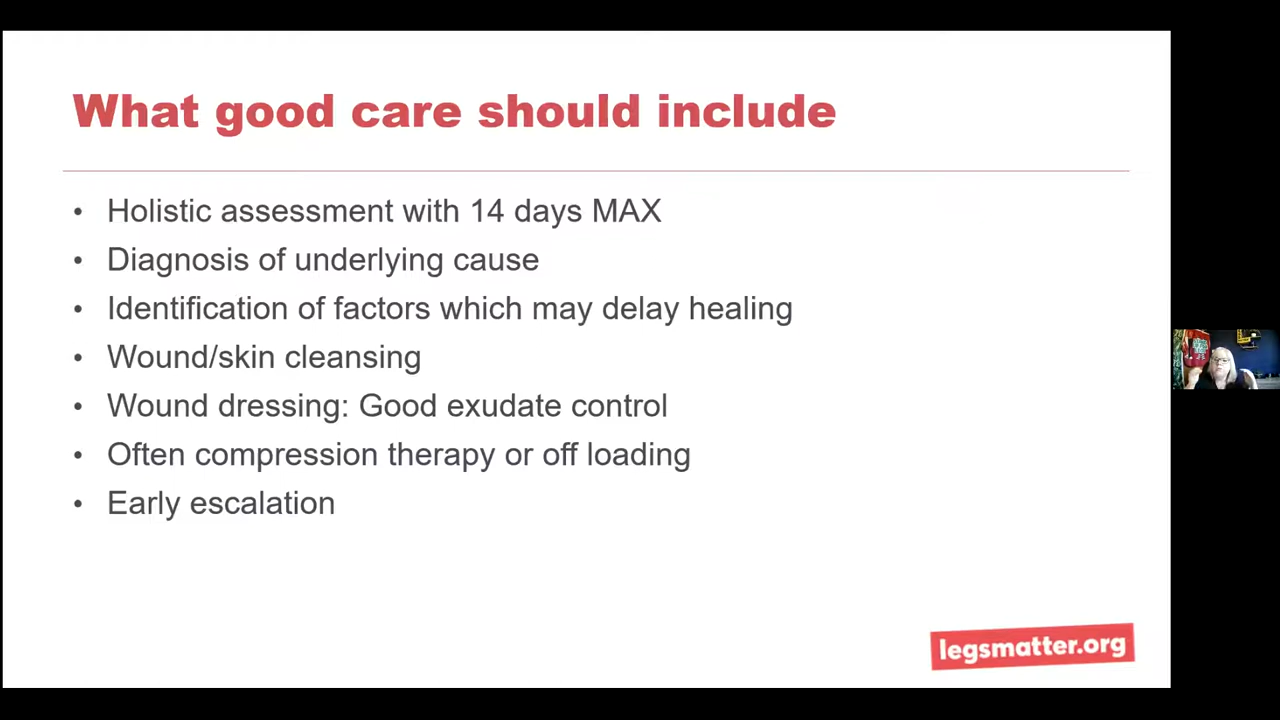 What good care should include
• Holistic assessment with 14 days MAX
• Diagnosis of underlying cause
• Identification of factors which may delay healing
• Wound/skin cleansing
• Wound dressing: Good exudate control
• Often compression therapy or off loading
• Early escalation
legsmatter.org